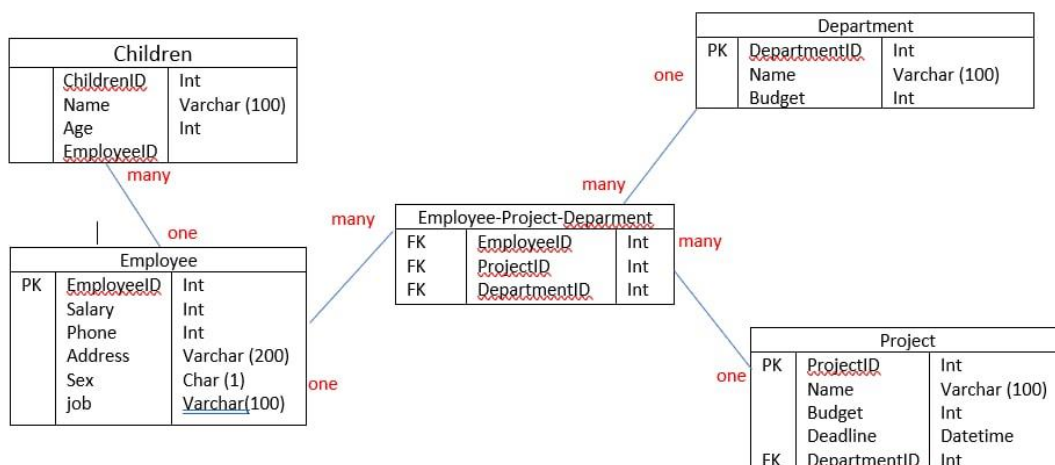 Children
ChildrenID Int
Name Varchar (100)
Age Int
EmployeeID
many
one
Employee
PK EmployeeID Int
Salary Int
Phone Int
Address Varchar (200)
Sex Char (1)
job Varchar(100)
many
one
Employee-Project-Deparment
FK EmployeeID Int
FK ProjectID Int
FK DepartmentID Int
Department
PK DepartmentID Int
Name Varchar (100)
Budget Int
one
many
many
one
Project
PK ProjectID Int
Name Varchar (100)
Budget Int
Deadline Datetime
FK DepartmentID Int